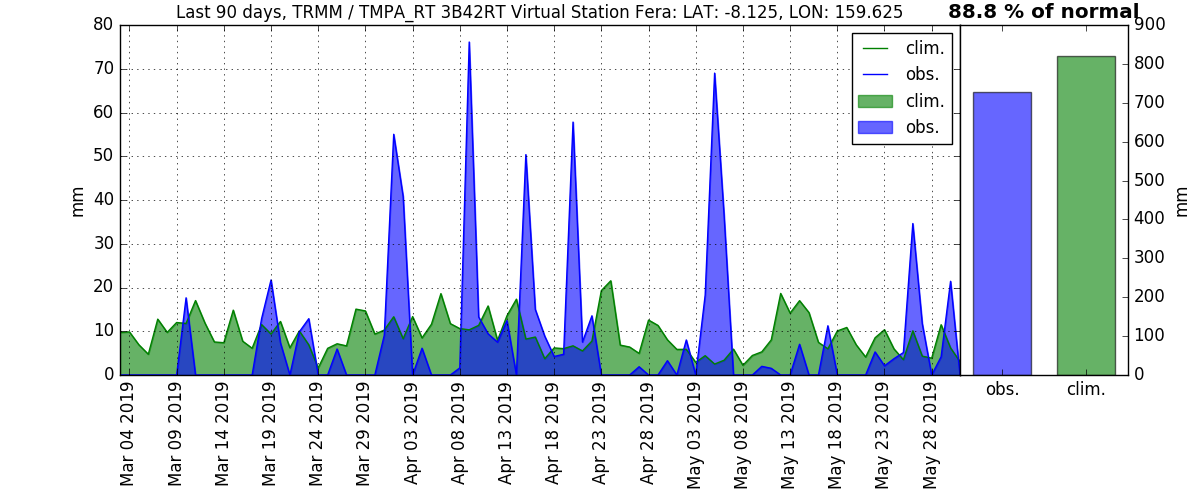 Last 90 days, TRMM / TMPA_RT 3B42RT Virtual Station Fera: LAT: -8.125, LON: 159.625
88.8 % of normal
clim.
obs.
clim.
obs.
mm
80
70
60
50
40
30
20
10
0
Mar 04 2019
Mar 09 2019
Mar 14 2019
Mar 19 2019
Mar 24 2019
Mar 29 2019
Apr 03 2019
Apr 08 2019
Apr 13 2019
Apr 18 2019
Apr 23 2019
Apr 28 2019
May 03 2019
May 08 2019
May 13 2019
May 18 2019
May 23 2019
May 28 2019
900
800
700
600
500
400
300
200
100
0
mm
obs.
clim.